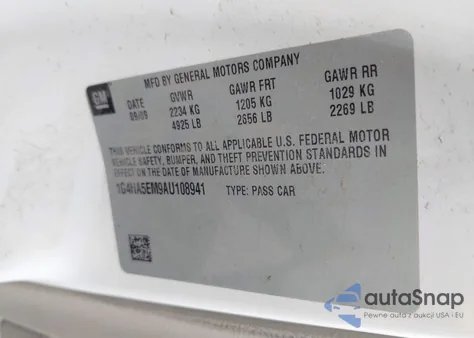 MFD BY GENERAL MOTORS COMPANY
GM
DATE GVWR GAWR FRT GAWR RR
09/09 2234 KG 1205 KG 1029 KG
4925 LB 2656 LB 2269 LB
THIS VEHICLE CONFORMS TO ALL APPLICABLE U.S. FEDERAL MOTOR
VEHICLE SAFETY, BUMPER, AND THEFT PREVENTION STANDARDS IN
EFFECT ON THE DATE OF MANUFACTURE SHOWN ABOVE.
1G4HA5EM9AU108941 TYPE: PASS CAR
autoSnap
Pewne auta z aukcji USA i EU